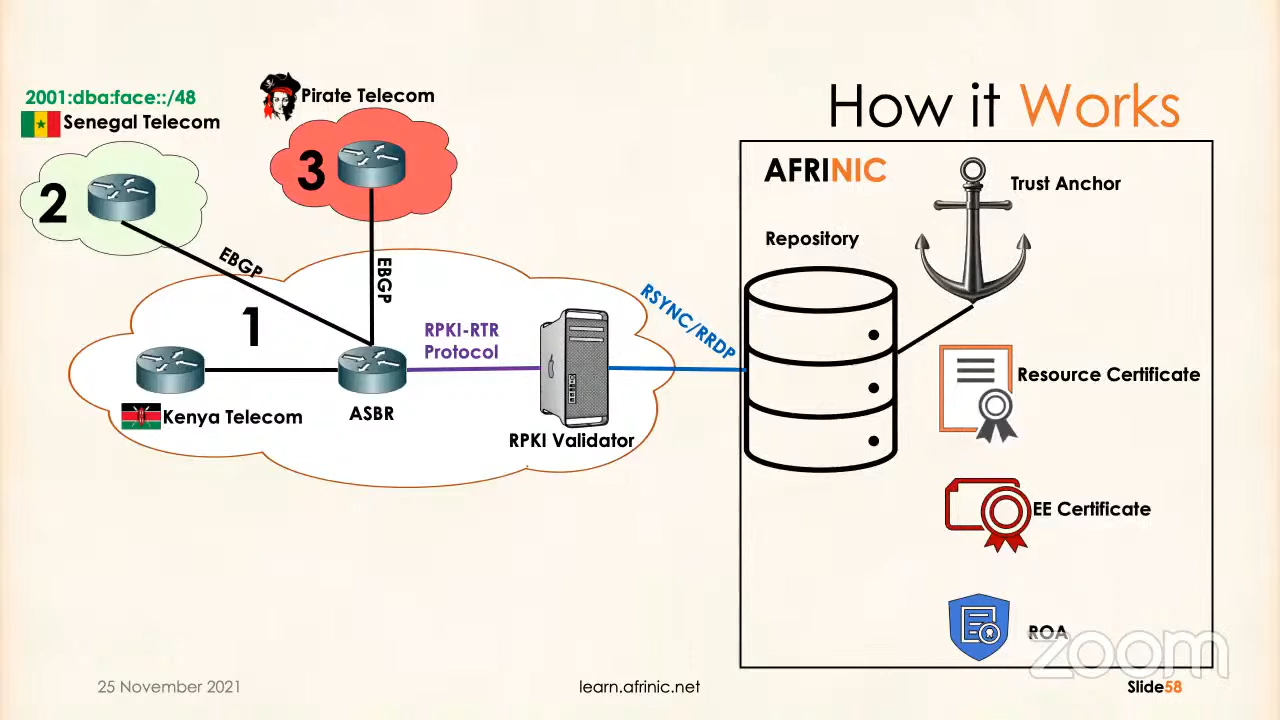 How it Works
2001:dba:face::/48
Senegal Telecom
2
Pirate Telecom
3
EBGP
EBGP
1
Kenya Telecom
ASBR
RPKI-RTR
Protocol
RPKI Validator
RSYNC/RRDP
AFRINIC
Trust Anchor
Repository
Resource Certificate
EE Certificate
ROA
zoom
25 November 2021
learn.afrinic.net
Slide58